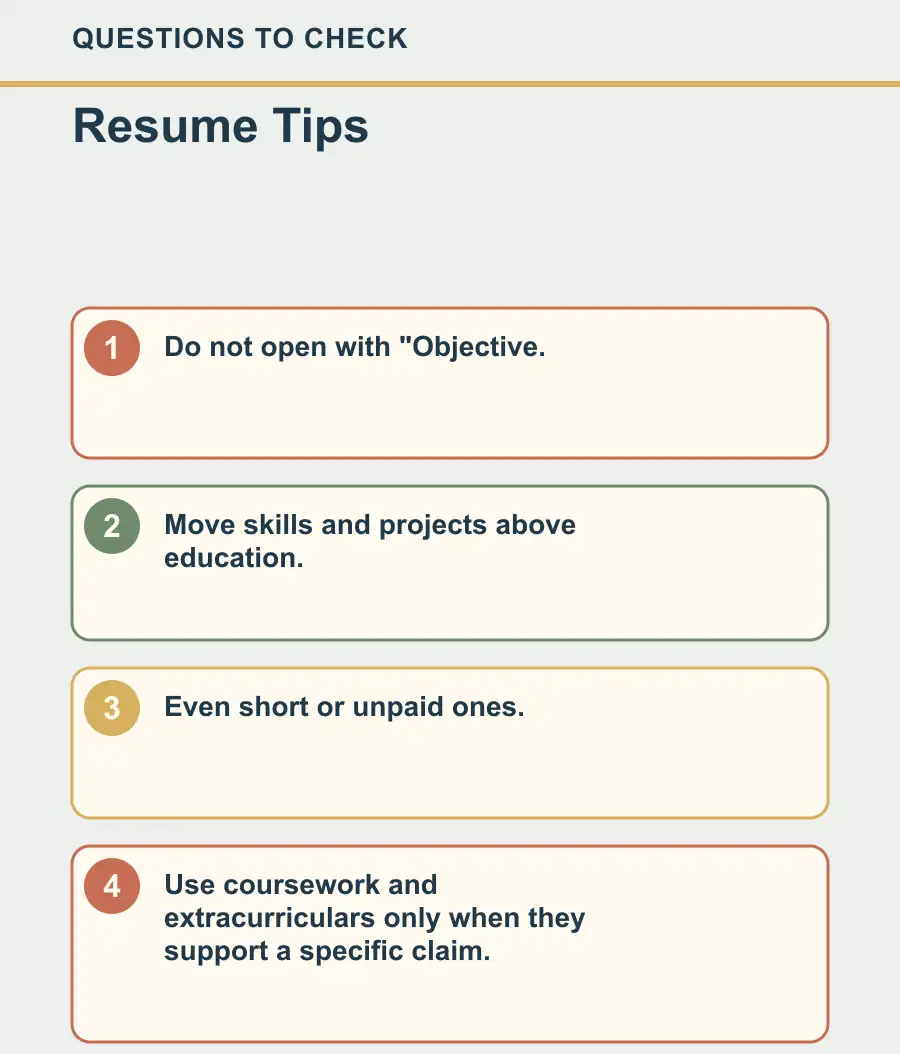 QUESTIONS TO CHECK
Resume Tips
1
Do not open with "Objective.
2
Move skills and projects above
education.
3
Even short or unpaid ones.
4
Use coursework and
extracurriculars only when they
support a specific claim.